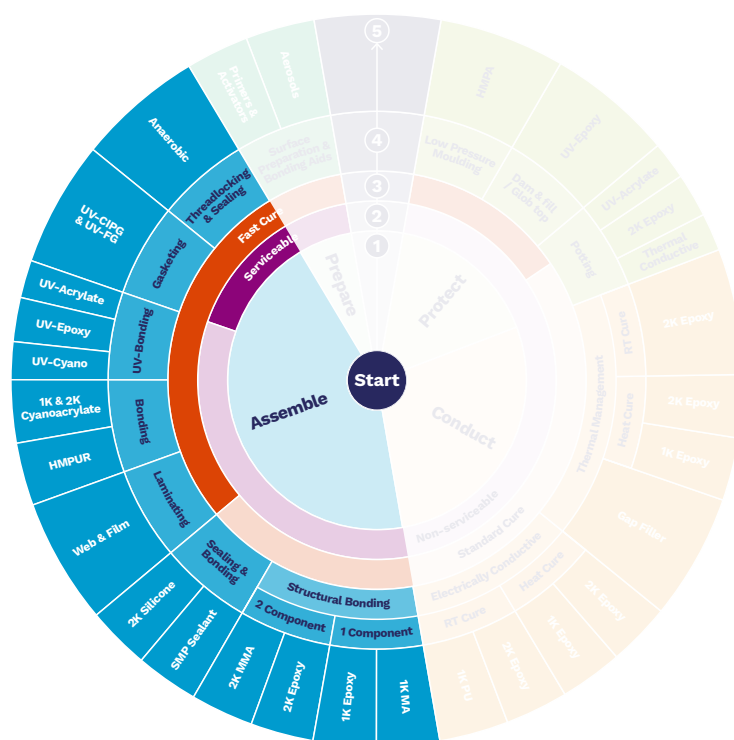 5
4
3
2
1
Start
Prepare
Protect
Conduct
Assemble
Serviceable
Non-serviceable
Fast Cure
Standard Cure
Primers &
Activators
Aerosols
Surface
Preparation &
Bonding Aids
HMPA
UV-Epoxy
UV-Acrylate
2K Epoxy
Thermal
Conductive
Low Pressure
Moulding
Dam & fill
/ Glob Top
Potting
Thermal Management
RT Cure
2K Epoxy
Heat Cure
2K Epoxy
1K Epoxy
Gap Filler
Electrically Conductive
Heat Cure
2K Epoxy
1K Epoxy
RT Cure
2K Epoxy
1K PU
Structural Bonding
1 Component
1K MA
1K Epoxy
2 Component
2K Epoxy
2K MMA
Sealing &
Bonding
SMP Sealant
2K Silicone
Laminating
Web & Film
Bonding
HMPUR
1K & 2K
Cyanoacrylate
UV-Bonding
UV-Cyano
UV-Epoxy
UV-Acrylate
Gasketing
UV-CIPG
& UV-FG
Threadlocking
& Sealing
Anaerobic